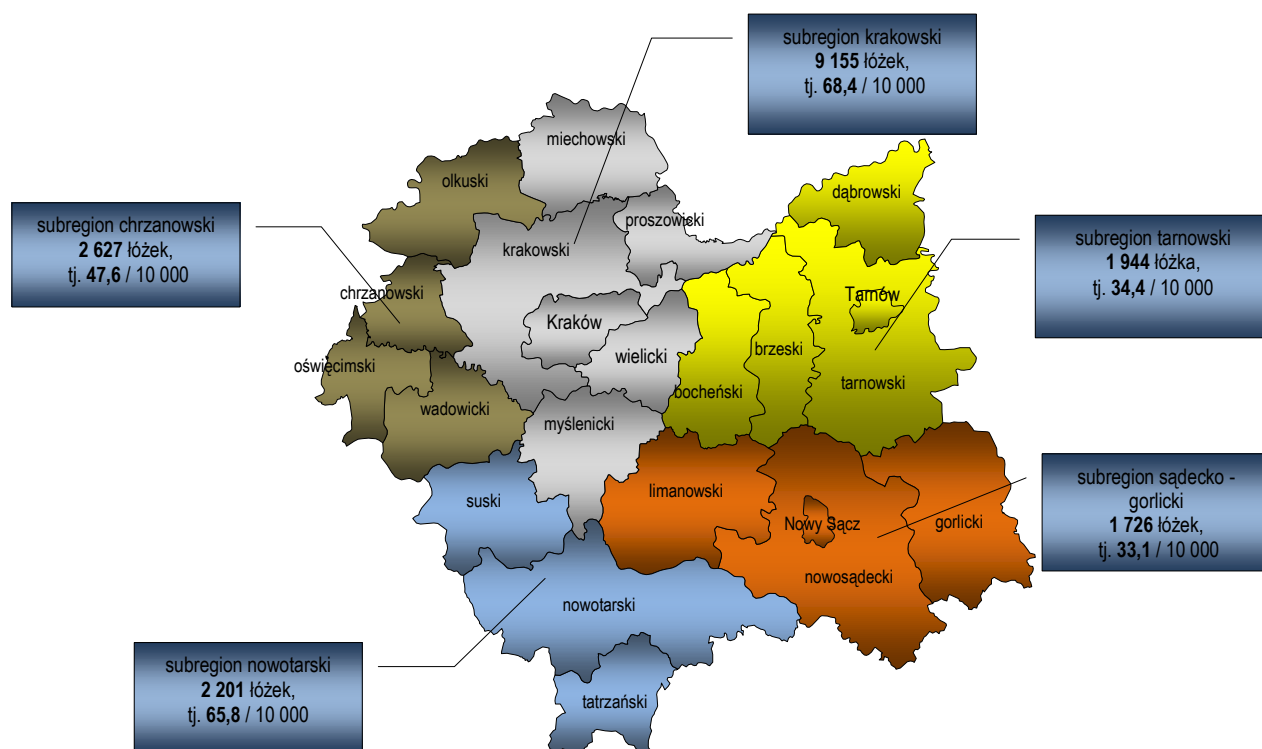 subregion krakowski
9 155 łóżek,
tj. 68,4 / 10 000
miechowski
olkuski
dąbrowski
subregion chrzanowski
2 627 łóżek,
tj. 47,6 / 10 000
proszowicki
krakowski
subregion tarnowski
1 944 łóżka,
tj. 34,4 / 10 000
chrzanowski
Tarnów
Kraków
oświęcimski
wielicki
brzeski
bocheński
tarnowski
wadowicki
myślenicki
subregion sądecko -
gorlicki
1 726 łóżek,
tj. 33,1 / 10 000
suski
limanowski
Nowy Sącz
gorlicki
nowosądecki
nowotarski
subregion nowotarski
2 201 łóżek,
tj. 65,8 / 10 000
tatrzański